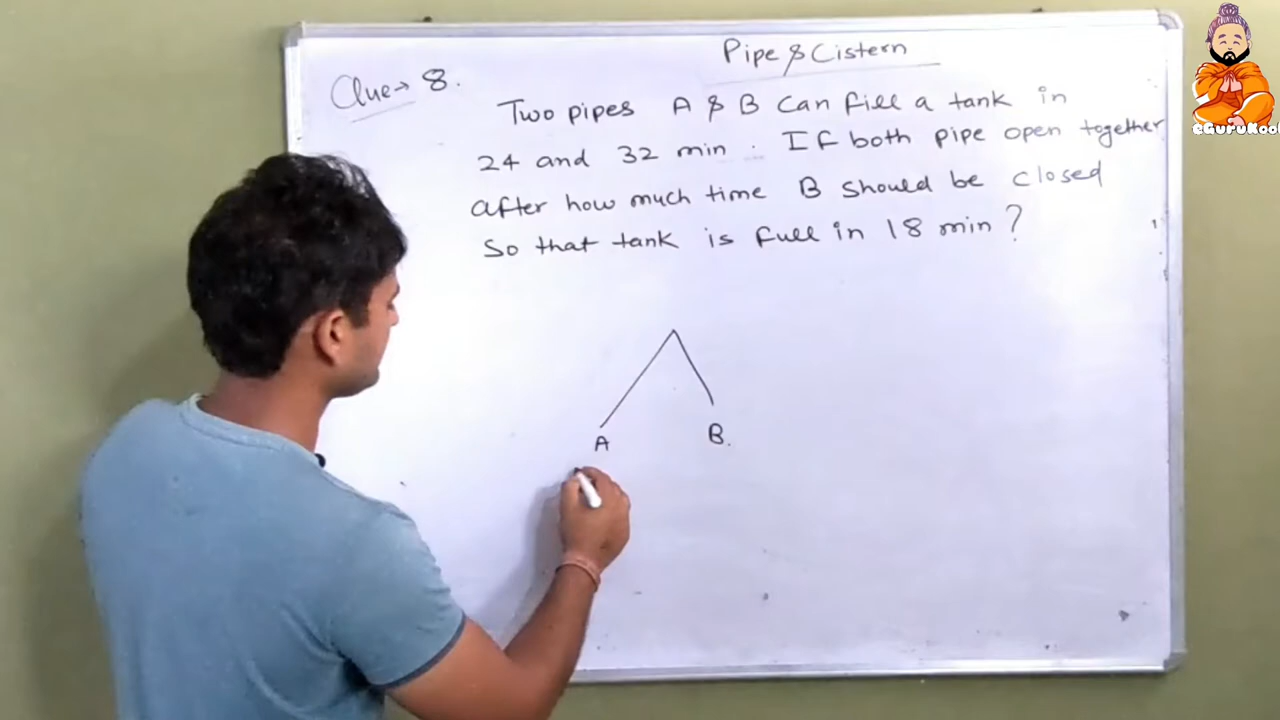 Pipe & Cistern
Que→ 8.
Two pipes A & B can fill a tank in
24 and 32 min. If both pipe open together
after how much time B should be closed
So that tank is full in 18 min?
A B.
eGuruKool